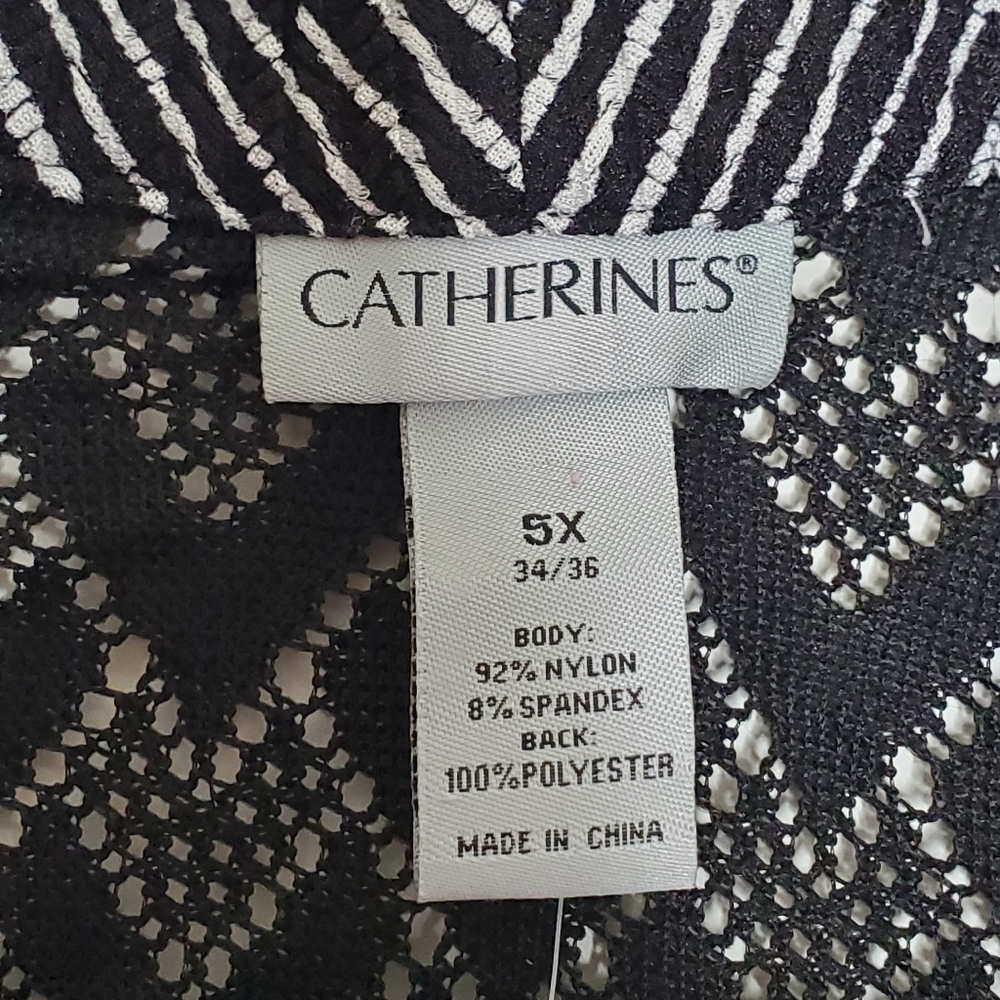 CATHERINES®
5X
34/36
BODY:
92% NYLON
8% SPANDEX
BACK:
100%POLYESTER
MADE IN CHINA